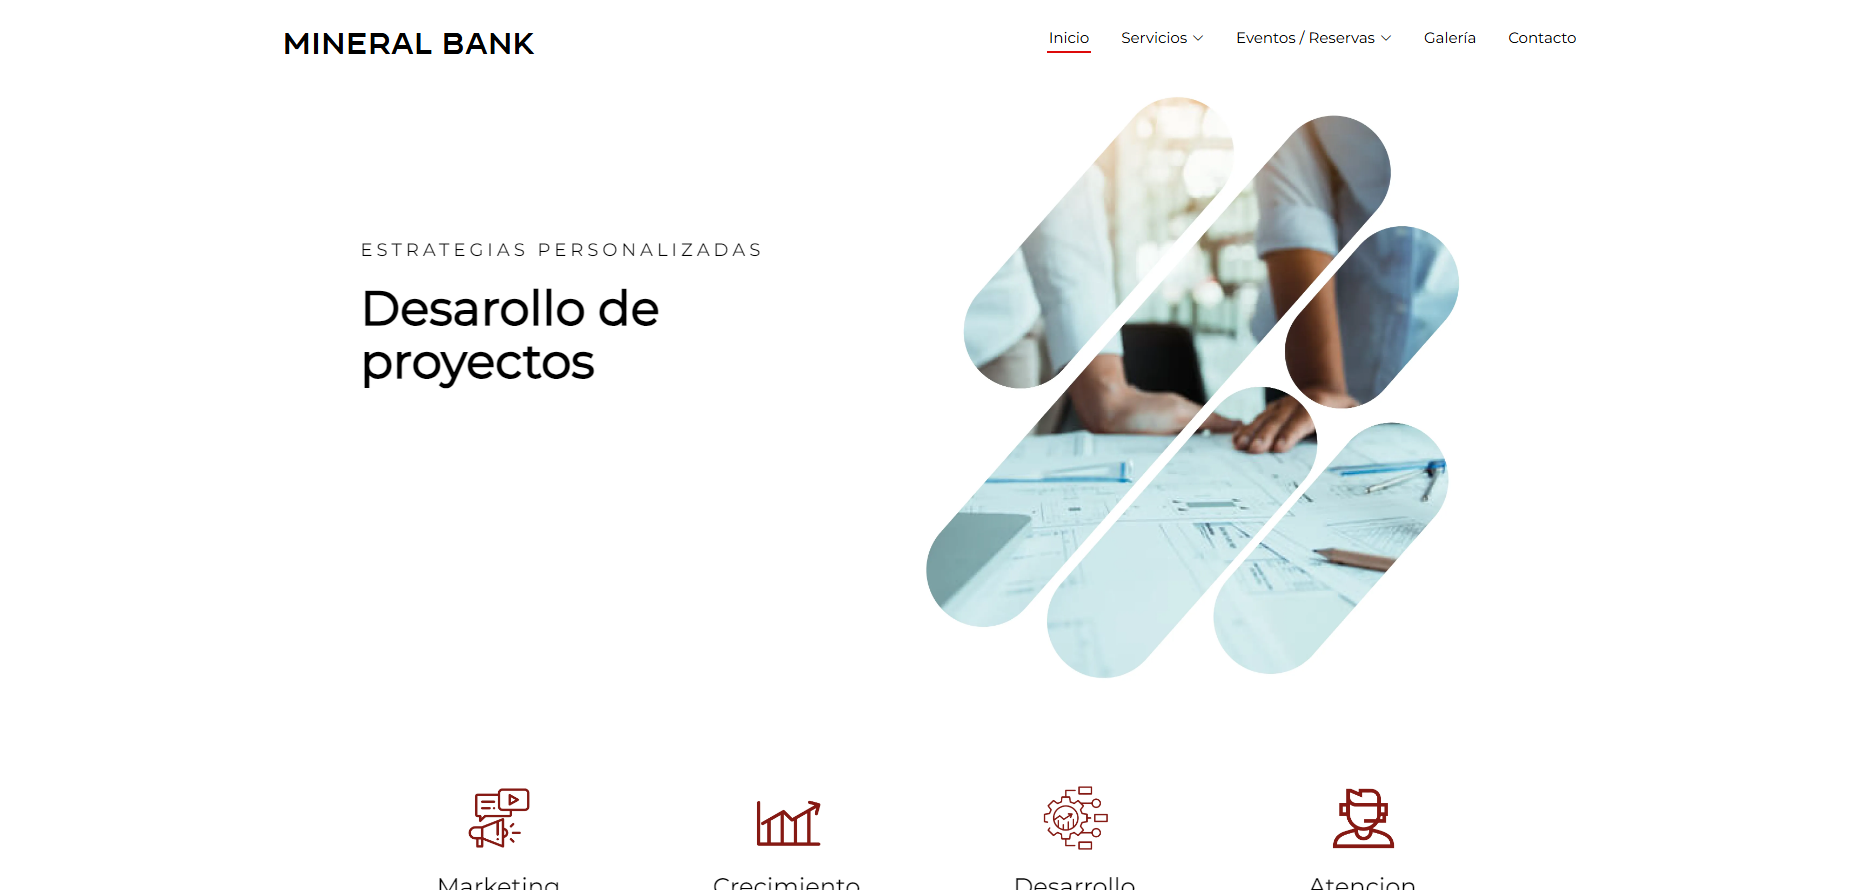 MINERAL BANK
Inicio Servicios Eventos / Reservas Galería Contacto
ESTRATEGIAS PERSONALIZADAS
Desarollo de
proyectos
Marketing Crecimiento Desarrollo Atencion